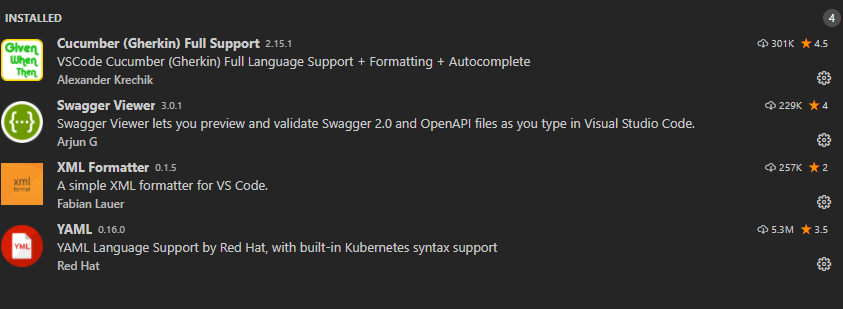 INSTALLED 4
Given When Then
Cucumber (Gherkin) Full Support 2.15.1 301K 4.5
VSCode Cucumber (Gherkin) Full Language Support + Formatting + Autocomplete
Alexander Krechik
{··}
Swagger Viewer 3.0.1 229K 4
Swagger Viewer lets you preview and validate Swagger 2.0 and OpenAPI files as you type in Visual Studio Code.
Arjun G
xml format
XML Formatter 0.1.5 257K 2
A simple XML formatter for VS Code.
Fabian Lauer
YML
YAML 0.16.0 5.3M 3.5
YAML Language Support by Red Hat, with built-in Kubernetes syntax support
Red Hat